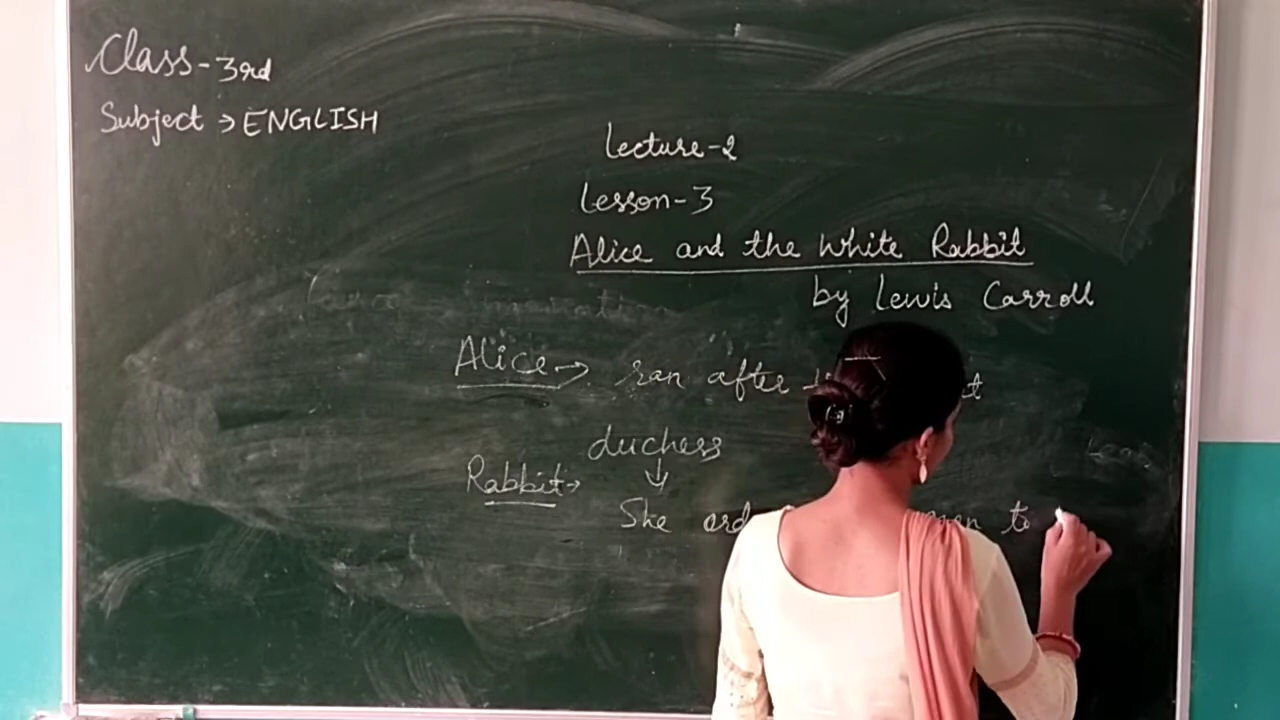 Class - 3rd
Subject → ENGLISH
Lecture-2
Lesson-3
Alice and the White Rabbit
by Lewis Carroll
Alice → ran after
duchess
Rabbit →
↓
She to